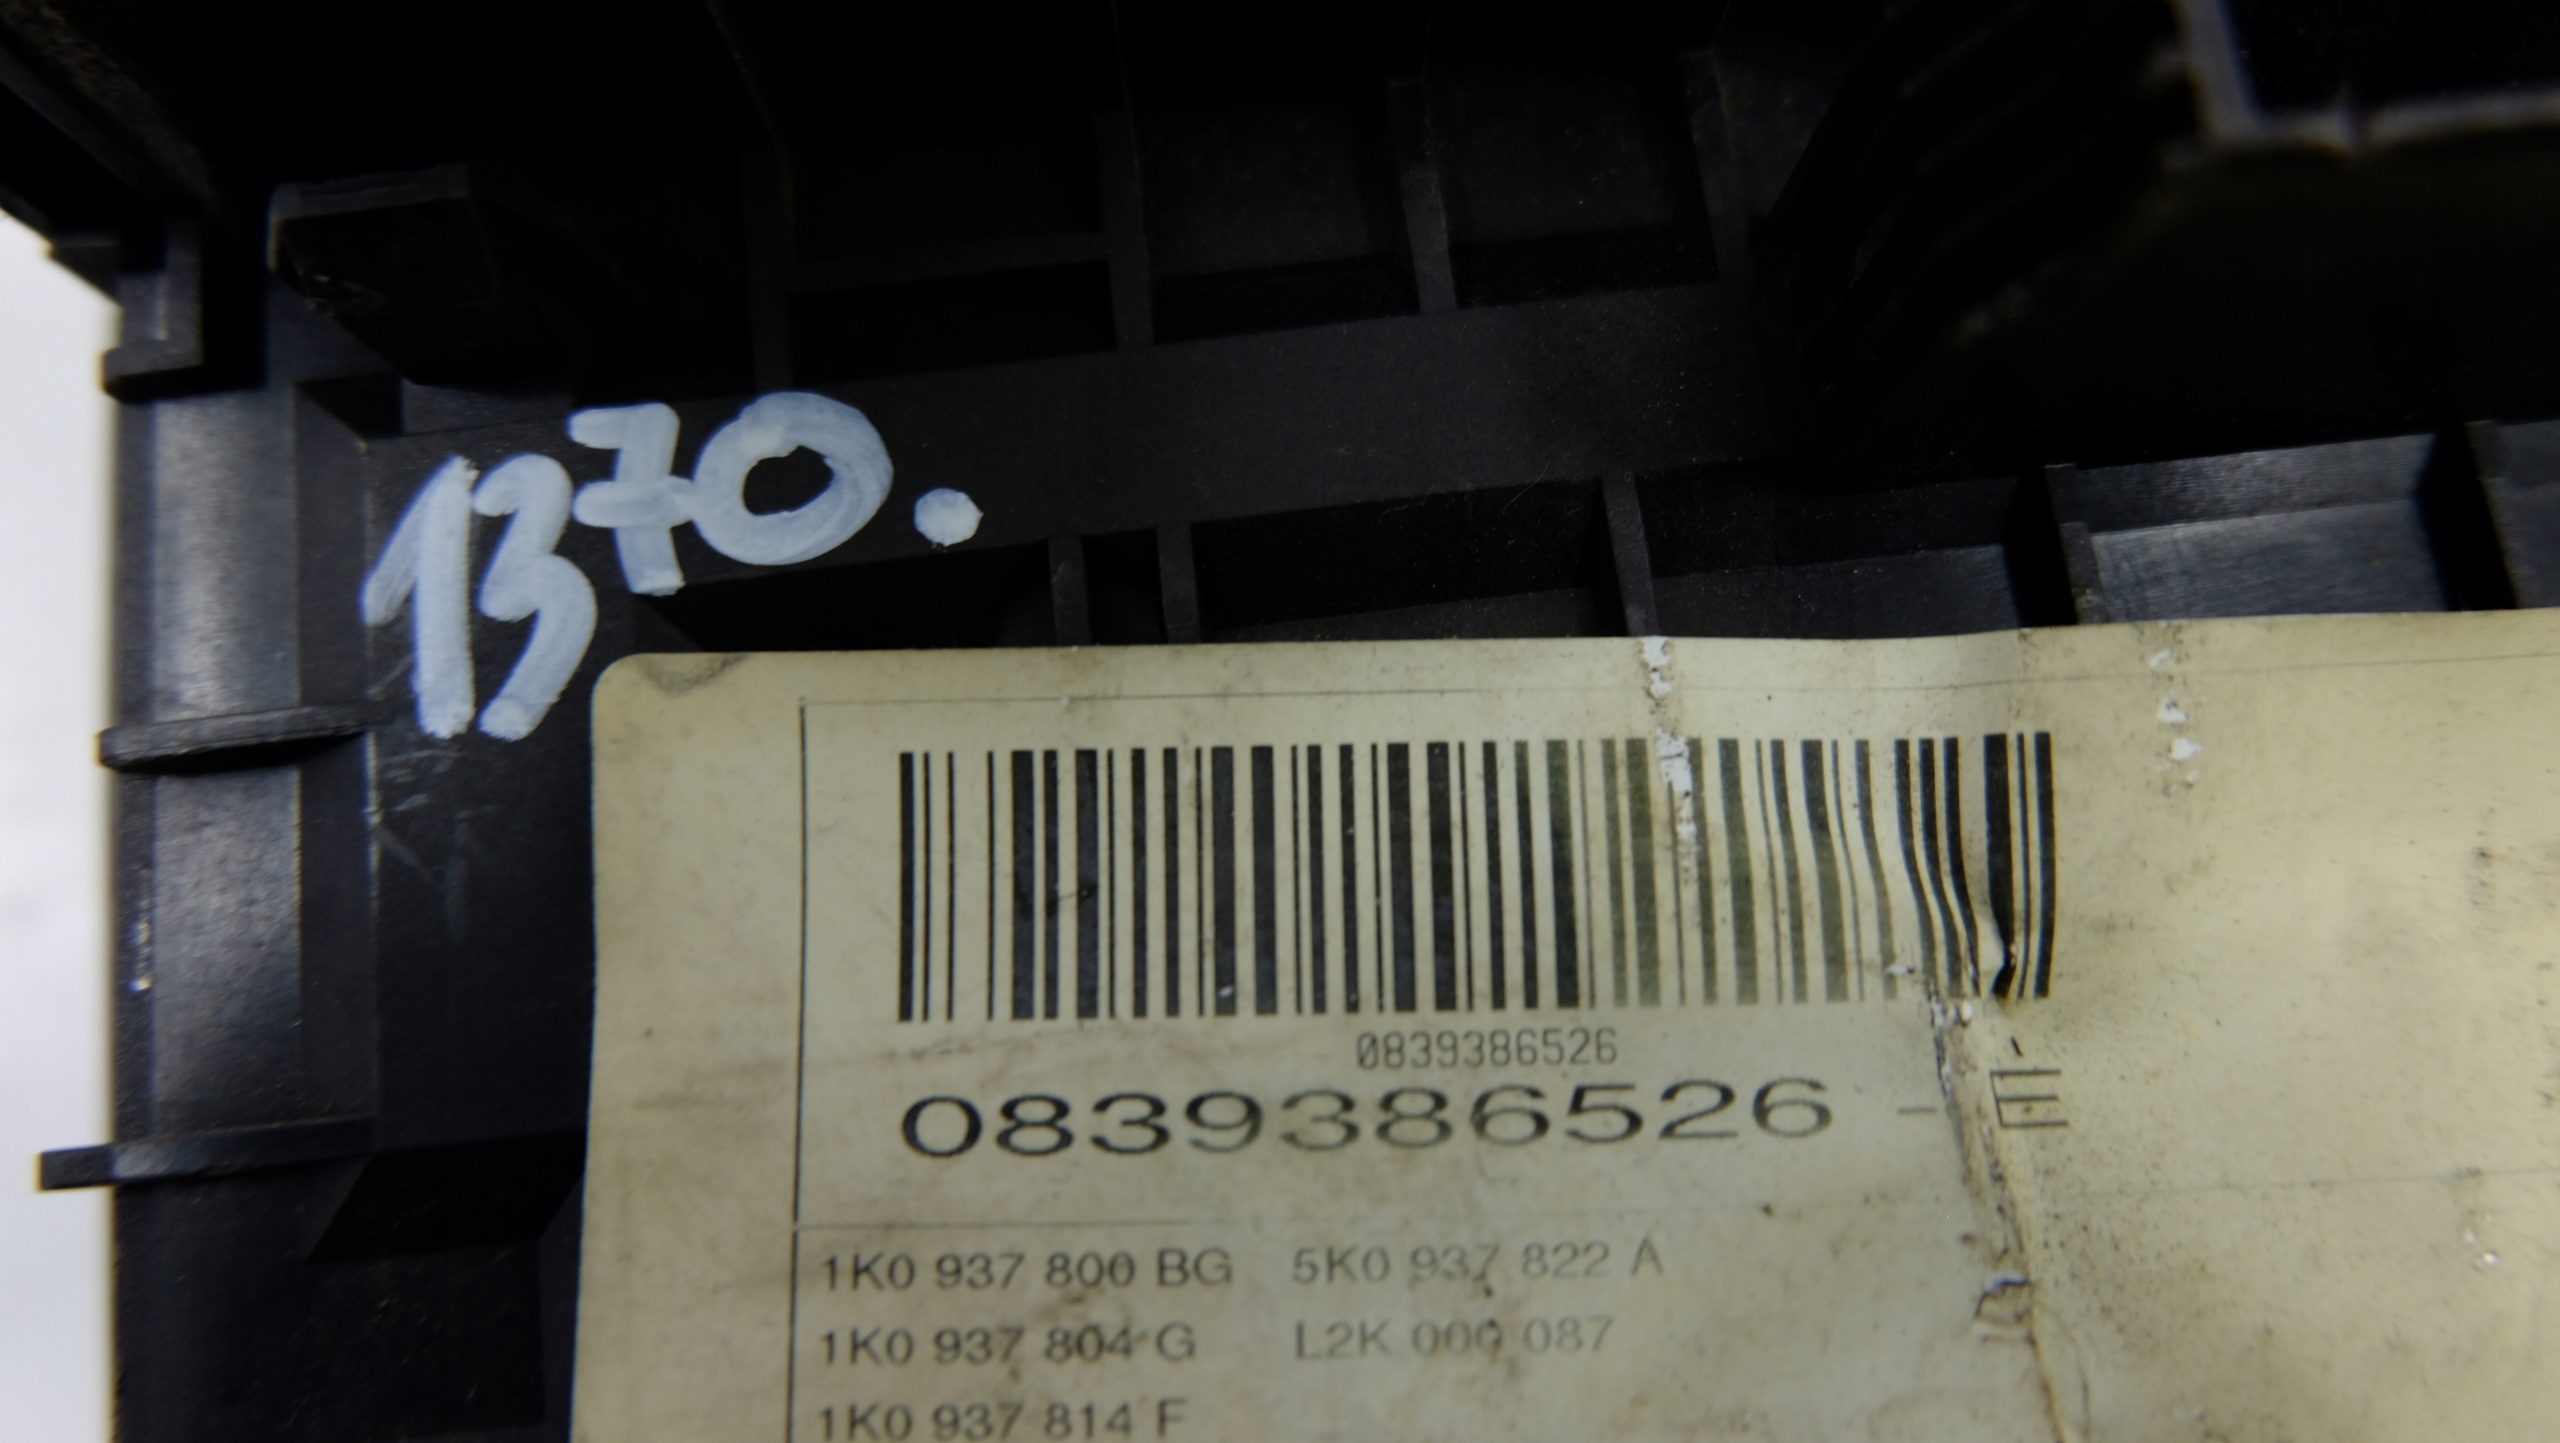 1370.
0839386526
0839386526 - E
1K0 937 800 BG 5K0 937 822 A
1K0 937 804 G L2K 000 087
1K0 937 814 F